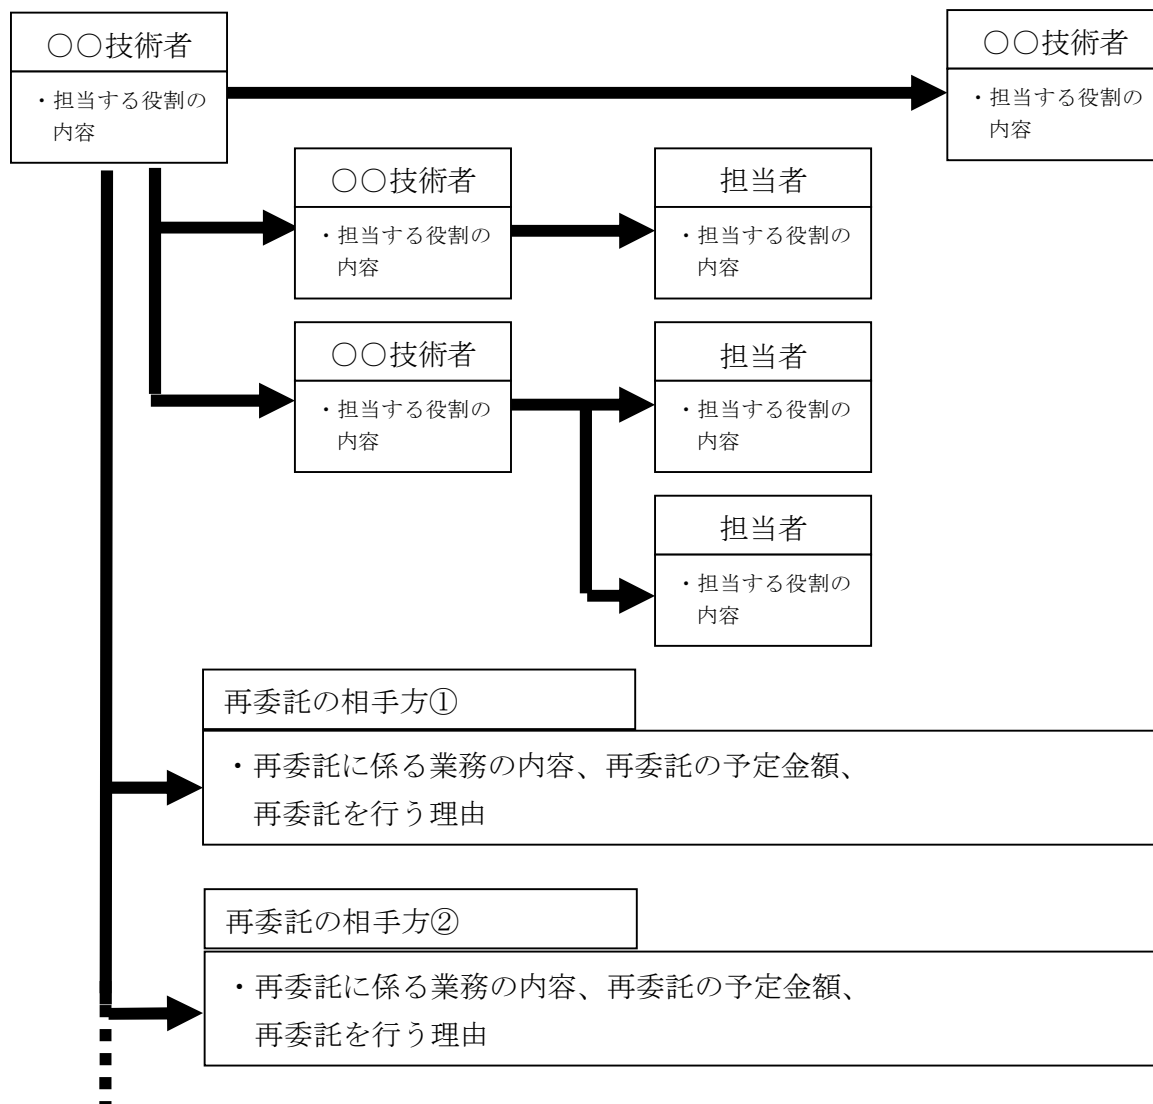 ○○技術者
・担当する役割の
内容
○○技術者
・担当する役割の
内容
○○技術者
・担当する役割の
内容
担当者
・担当する役割の
内容
○○技術者
・担当する役割の
内容
担当者
・担当する役割の
内容
担当者
・担当する役割の
内容
再委託の相手方①
・再委託に係る業務の内容、再委託の予定金額、
再委託を行う理由
再委託の相手方②
・再委託に係る業務の内容、再委託の予定金額、
再委託を行う理由